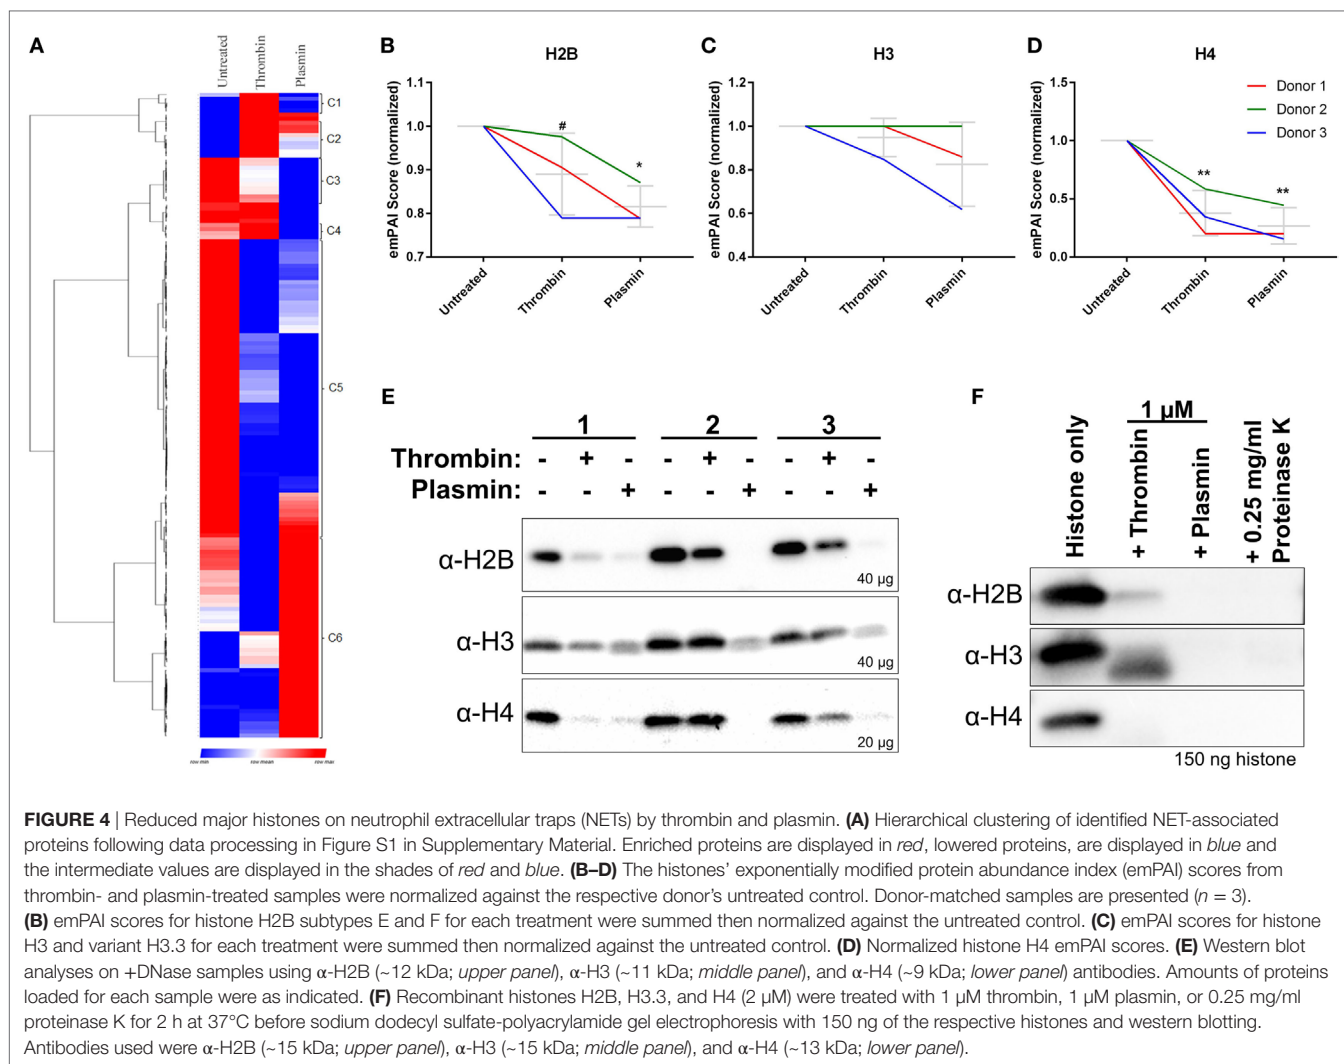 A
Untreated
Thrombin
Plasmin
C1
C2
C3
C4
C5
C6
row min row mean row max
B
H2B
emPAI Score (normalized)
1.1
1.0
0.9
0.8
0.7
#
*
Untreated
Thrombin
Plasmin
C
H3
emPAI Score (normalized)
1.2
1.0
0.8
0.6
0.4
Untreated
Thrombin
Plasmin
D
H4
emPAI Score (normalized)
1.5
1.0
0.5
0.0
**
**
Donor 1
Donor 2
Donor 3
Untreated
Thrombin
Plasmin
E
1 2 3
Thrombin: - + - - + - - + -
Plasmin: - - + - - + - - +
α-H2B
40 µg
α-H3
40 µg
α-H4
20 µg
F
1 µM
Histone only
+ Thrombin
+ Plasmin
+ 0.25 mg/ml
Proteinase K
α-H2B
α-H3
α-H4
150 ng histone
FIGURE 4 | Reduced major histones on neutrophil extracellular traps (NETs) by thrombin and plasmin. (A) Hierarchical clustering of identified NET-associated
proteins following data processing in Figure S1 in Supplementary Material. Enriched proteins are displayed in red, lowered proteins, are displayed in blue and
the intermediate values are displayed in the shades of red and blue. (B–D) The histones’ exponentially modified protein abundance index (emPAI) scores from
thrombin- and plasmin-treated samples were normalized against the respective donor’s untreated control. Donor-matched samples are presented (n = 3).
(B) emPAI scores for histone H2B subtypes E and F for each treatment were summed then normalized against the untreated control. (C) emPAI scores for histone
H3 and variant H3.3 for each treatment were summed then normalized against the untreated control. (D) Normalized histone H4 emPAI scores. (E) Western blot
analyses on +DNase samples using α-H2B (~12 kDa; upper panel), α-H3 (~11 kDa; middle panel), and α-H4 (~9 kDa; lower panel) antibodies. Amounts of proteins
loaded for each sample were as indicated. (F) Recombinant histones H2B, H3.3, and H4 (2 µM) were treated with 1 µM thrombin, 1 µM plasmin, or 0.25 mg/ml
proteinase K for 2 h at 37°C before sodium dodecyl sulfate-polyacrylamide gel electrophoresis with 150 ng of the respective histones and western blotting.
Antibodies used were α-H2B (~15 kDa; upper panel), α-H3 (~15 kDa; middle panel), and α-H4 (~13 kDa; lower panel).